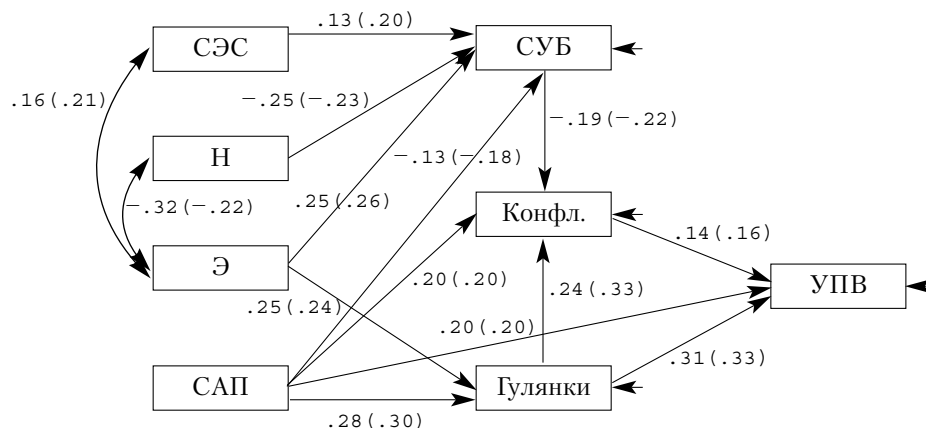 .13(.20)
СЭС
СУБ
.16(.21)
−.25(−.23)
−.19(−.22)
Н
−.13(−.18)
−.32(−.22)
.25(.26)
Конфл.
.14(.16)
Э
.20(.20)
.24(.33)
УПВ
.25(.24)
.20(.20)
.31(.33)
САП
Гулянки
.28(.30)